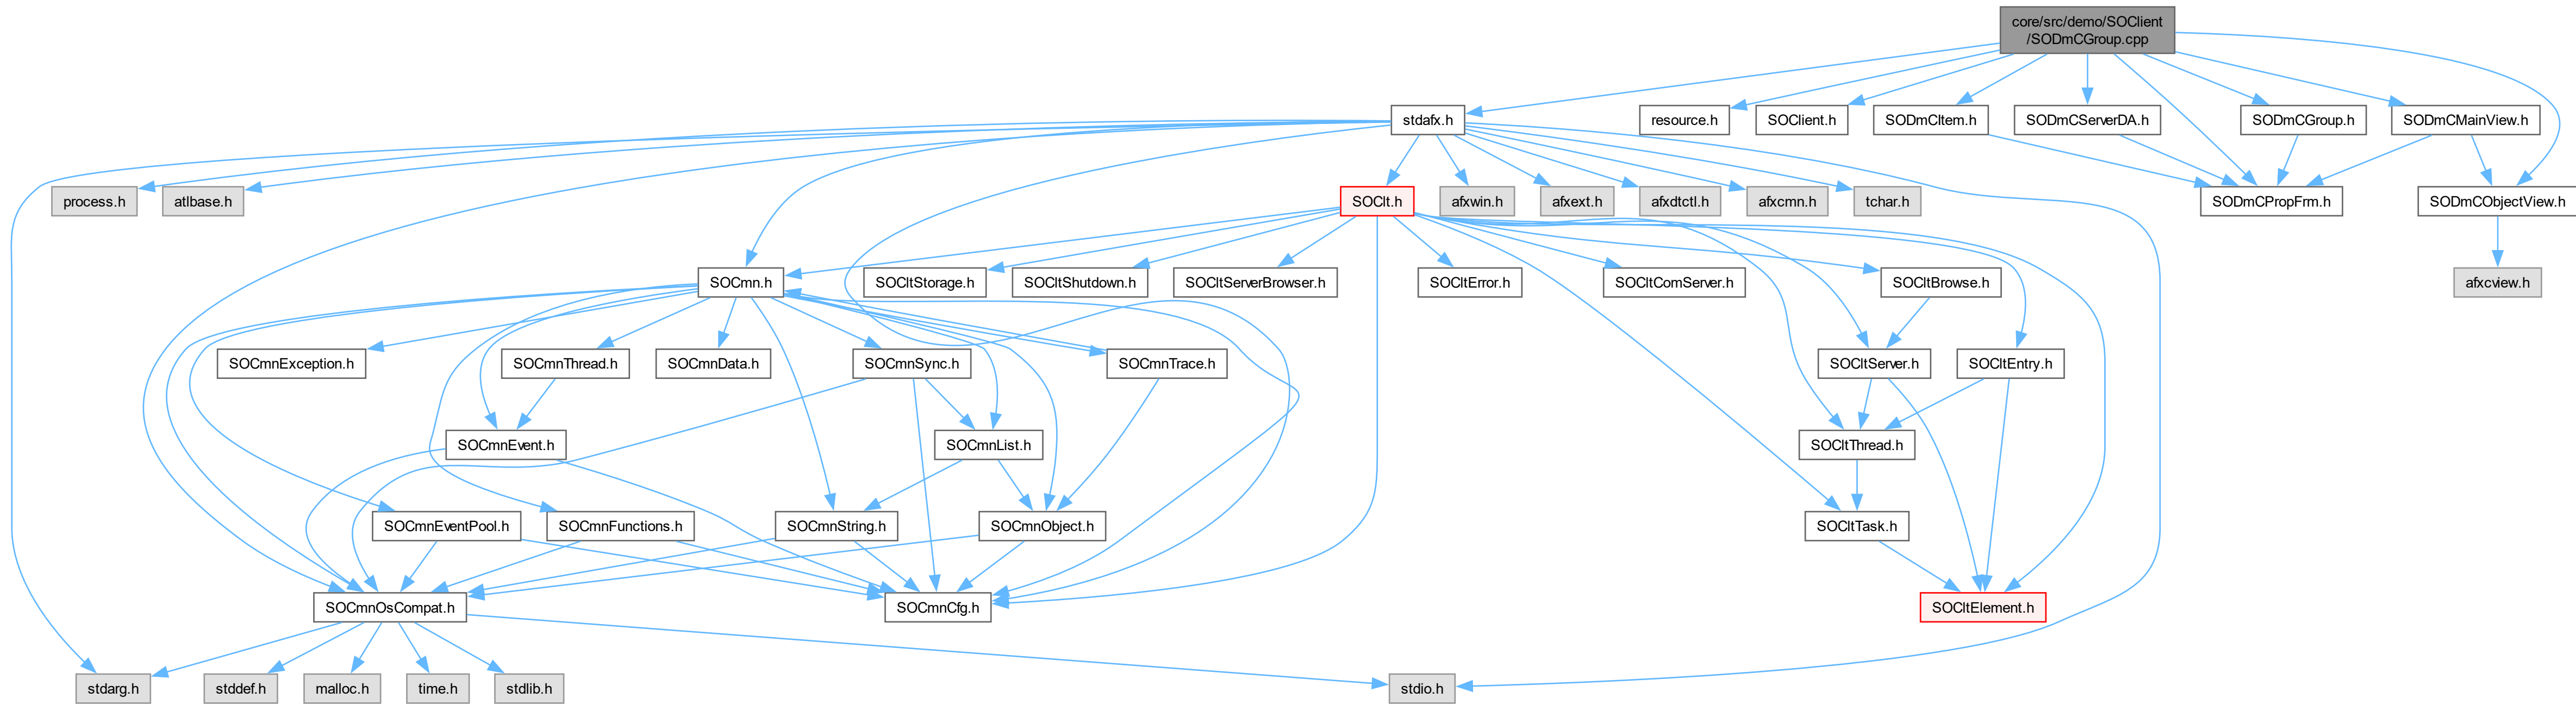 core/src/demo/SOClient
/SODmCGroup.cpp
stdafx.h
resource.h
SOClient.h
SODmCItem.h
SODmCServerDA.h
SODmCGroup.h
SODmCMainView.h
process.h
atlbase.h
SOClt.h
afxwin.h
afxext.h
afxdtctl.h
afxcmn.h
tchar.h
SODmCPropFrm.h
SODmCObjectView.h
SOCmn.h
SOCltStorage.h
SOCltShutdown.h
SOCltServerBrowser.h
SOCltError.h
SOCltComServer.h
SOCltBrowse.h
afxcview.h
SOCmnException.h
SOCmnThread.h
SOCmnData.h
SOCmnSync.h
SOCmnTrace.h
SOCltServer.h
SOCltEntry.h
SOCmnEvent.h
SOCmnList.h
SOCltThread.h
SOCmnEventPool.h
SOCmnFunctions.h
SOCmnString.h
SOCmnObject.h
SOCltTask.h
SOCmnOsCompat.h
SOCmnCfg.h
SOCltElement.h
stdarg.h
stddef.h
malloc.h
time.h
stdlib.h
stdio.h